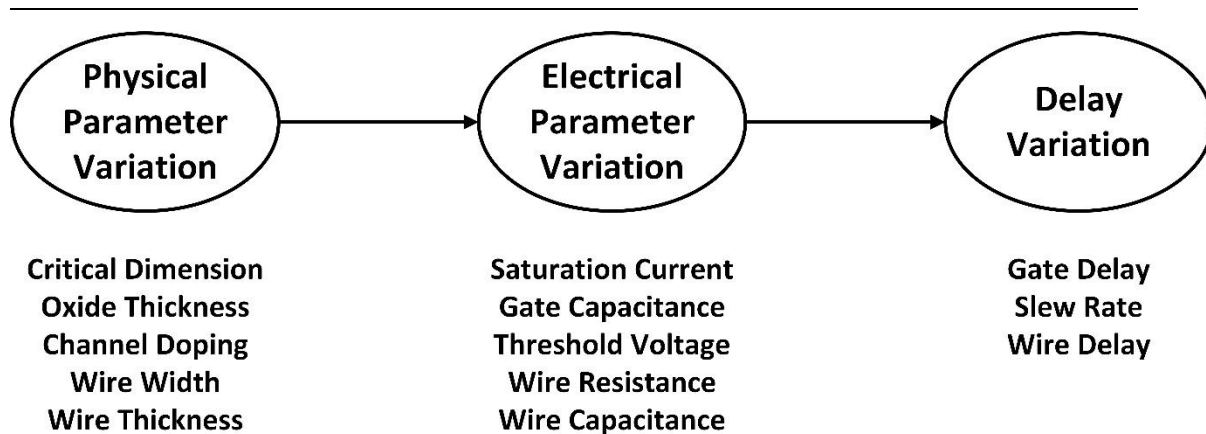 Physical
Parameter
Variation
Electrical
Parameter
Variation
Delay
Variation
Critical Dimension
Oxide Thickness
Channel Doping
Wire Width
Wire Thickness
Saturation Current
Gate Capacitance
Threshold Voltage
Wire Resistance
Wire Capacitance
Gate Delay
Slew Rate
Wire Delay